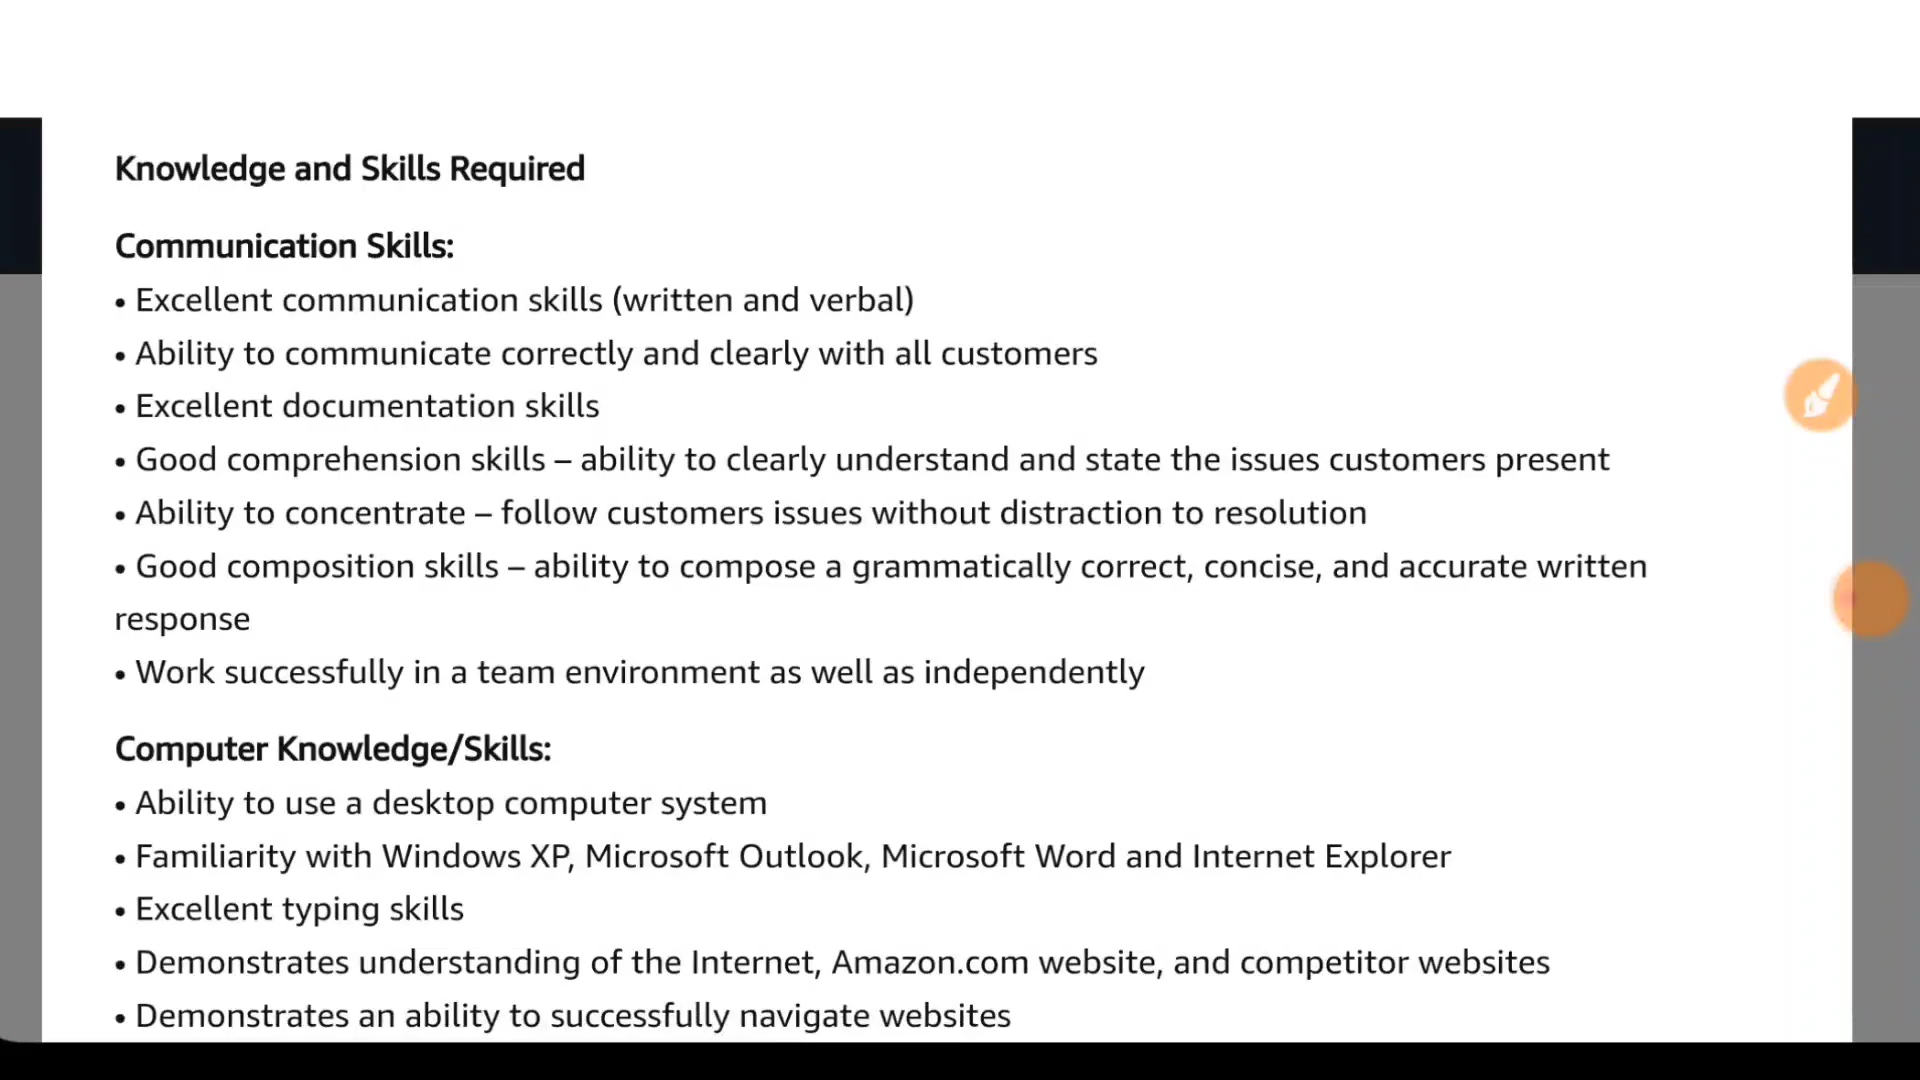 Knowledge and Skills Required
Communication Skills:
• Excellent communication skills (written and verbal)
• Ability to communicate correctly and clearly with all customers
• Excellent documentation skills
• Good comprehension skills – ability to clearly understand and state the issues customers present
• Ability to concentrate – follow customers issues without distraction to resolution
• Good composition skills – ability to compose a grammatically correct, concise, and accurate written
response
• Work successfully in a team environment as well as independently
Computer Knowledge/Skills:
• Ability to use a desktop computer system
• Familiarity with Windows XP, Microsoft Outlook, Microsoft Word and Internet Explorer
• Excellent typing skills
• Demonstrates understanding of the Internet, Amazon.com website, and competitor websites
• Demonstrates an ability to successfully navigate websites